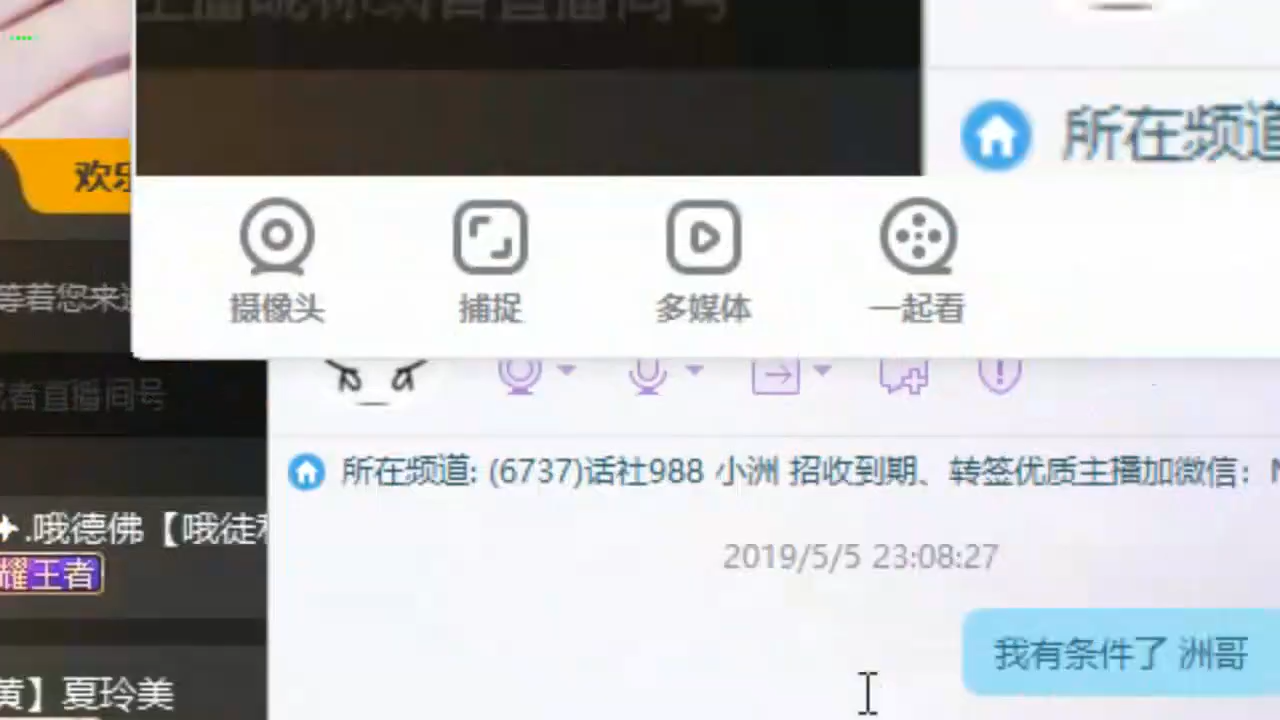 所在频道
欢乐
摄像头
捕捉
多媒体
一起看
等着您来
或者直播间号
所在频道: (6737)话社988 小洲 招收到期、转签优质主播加微信:
.哦德佛【哦徒
2019/5/5 23:08:27
耀王者
我有条件了 洲哥
黄】夏玲美